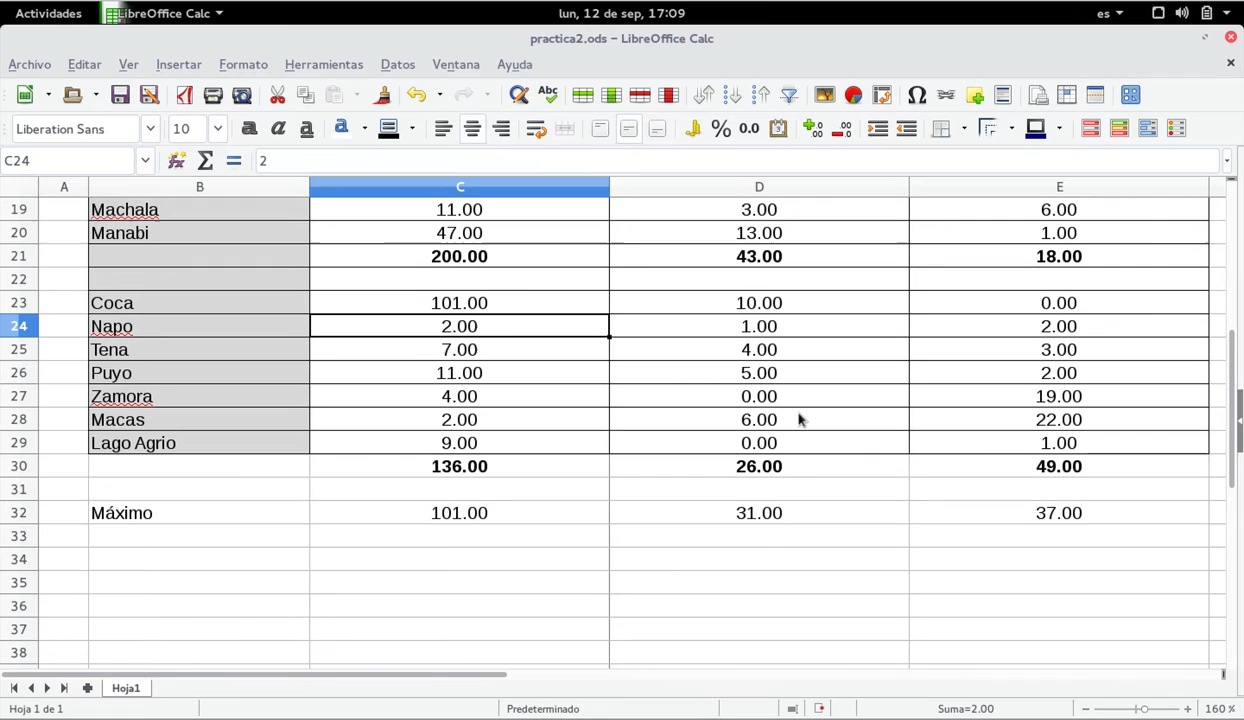 Actividades LibreOffice Calc lun, 12 de sep, 17:09 es
practica2.ods – LibreOffice Calc
Archivo Editar Ver Insertar Formato Herramientas Datos Ventana Ayuda
Liberation Sans 10 a a a a % 0.0
C24 2
A B C D E
19 Machala 11.00 3.00 6.00
20 Manabi 47.00 13.00 1.00
21 200.00 43.00 18.00
22
23 Coca 101.00 10.00 0.00
24 Napo 2.00 1.00 2.00
25 Tena 7.00 4.00 3.00
26 Puyo 11.00 5.00 2.00
27 Zamora 4.00 0.00 19.00
28 Macas 2.00 6.00 22.00
29 Lago Agrio 9.00 0.00 1.00
30 136.00 26.00 49.00
31
32 Máximo 101.00 31.00 37.00
33
34
35
36
37
38
Hoja1
Hoja 1 de 1 Predeterminado Suma=2.00 160 %